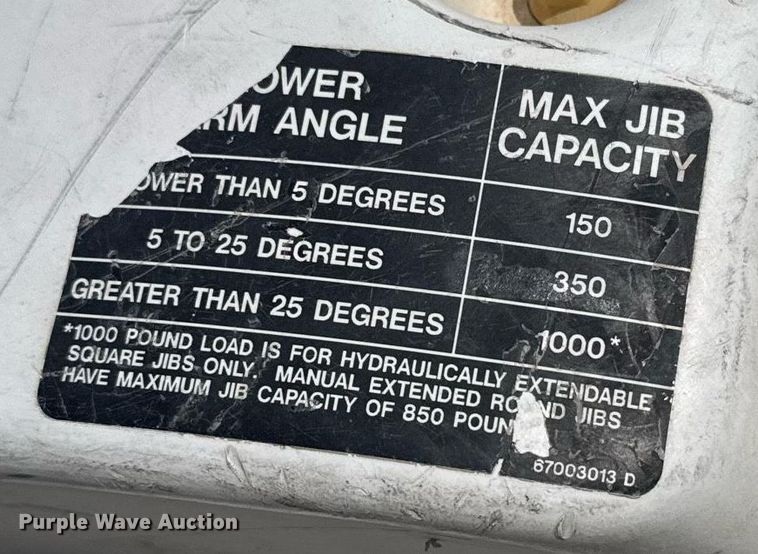 OWER
RM ANGLE
MAX JIB
CAPACITY
OWER THAN 5 DEGREES
150
5 TO 25 DEGREES
350
GREATER THAN 25 DEGREES
1000*
*1000 POUND LOAD IS FOR HYDRAULICALLY EXTENDABLE
SQUARE JIBS ONLY. MANUAL EXTENDED ROUND JIBS
HAVE MAXIMUM JIB CAPACITY OF 850 POUN
67003013 D
Purple Wave Auction